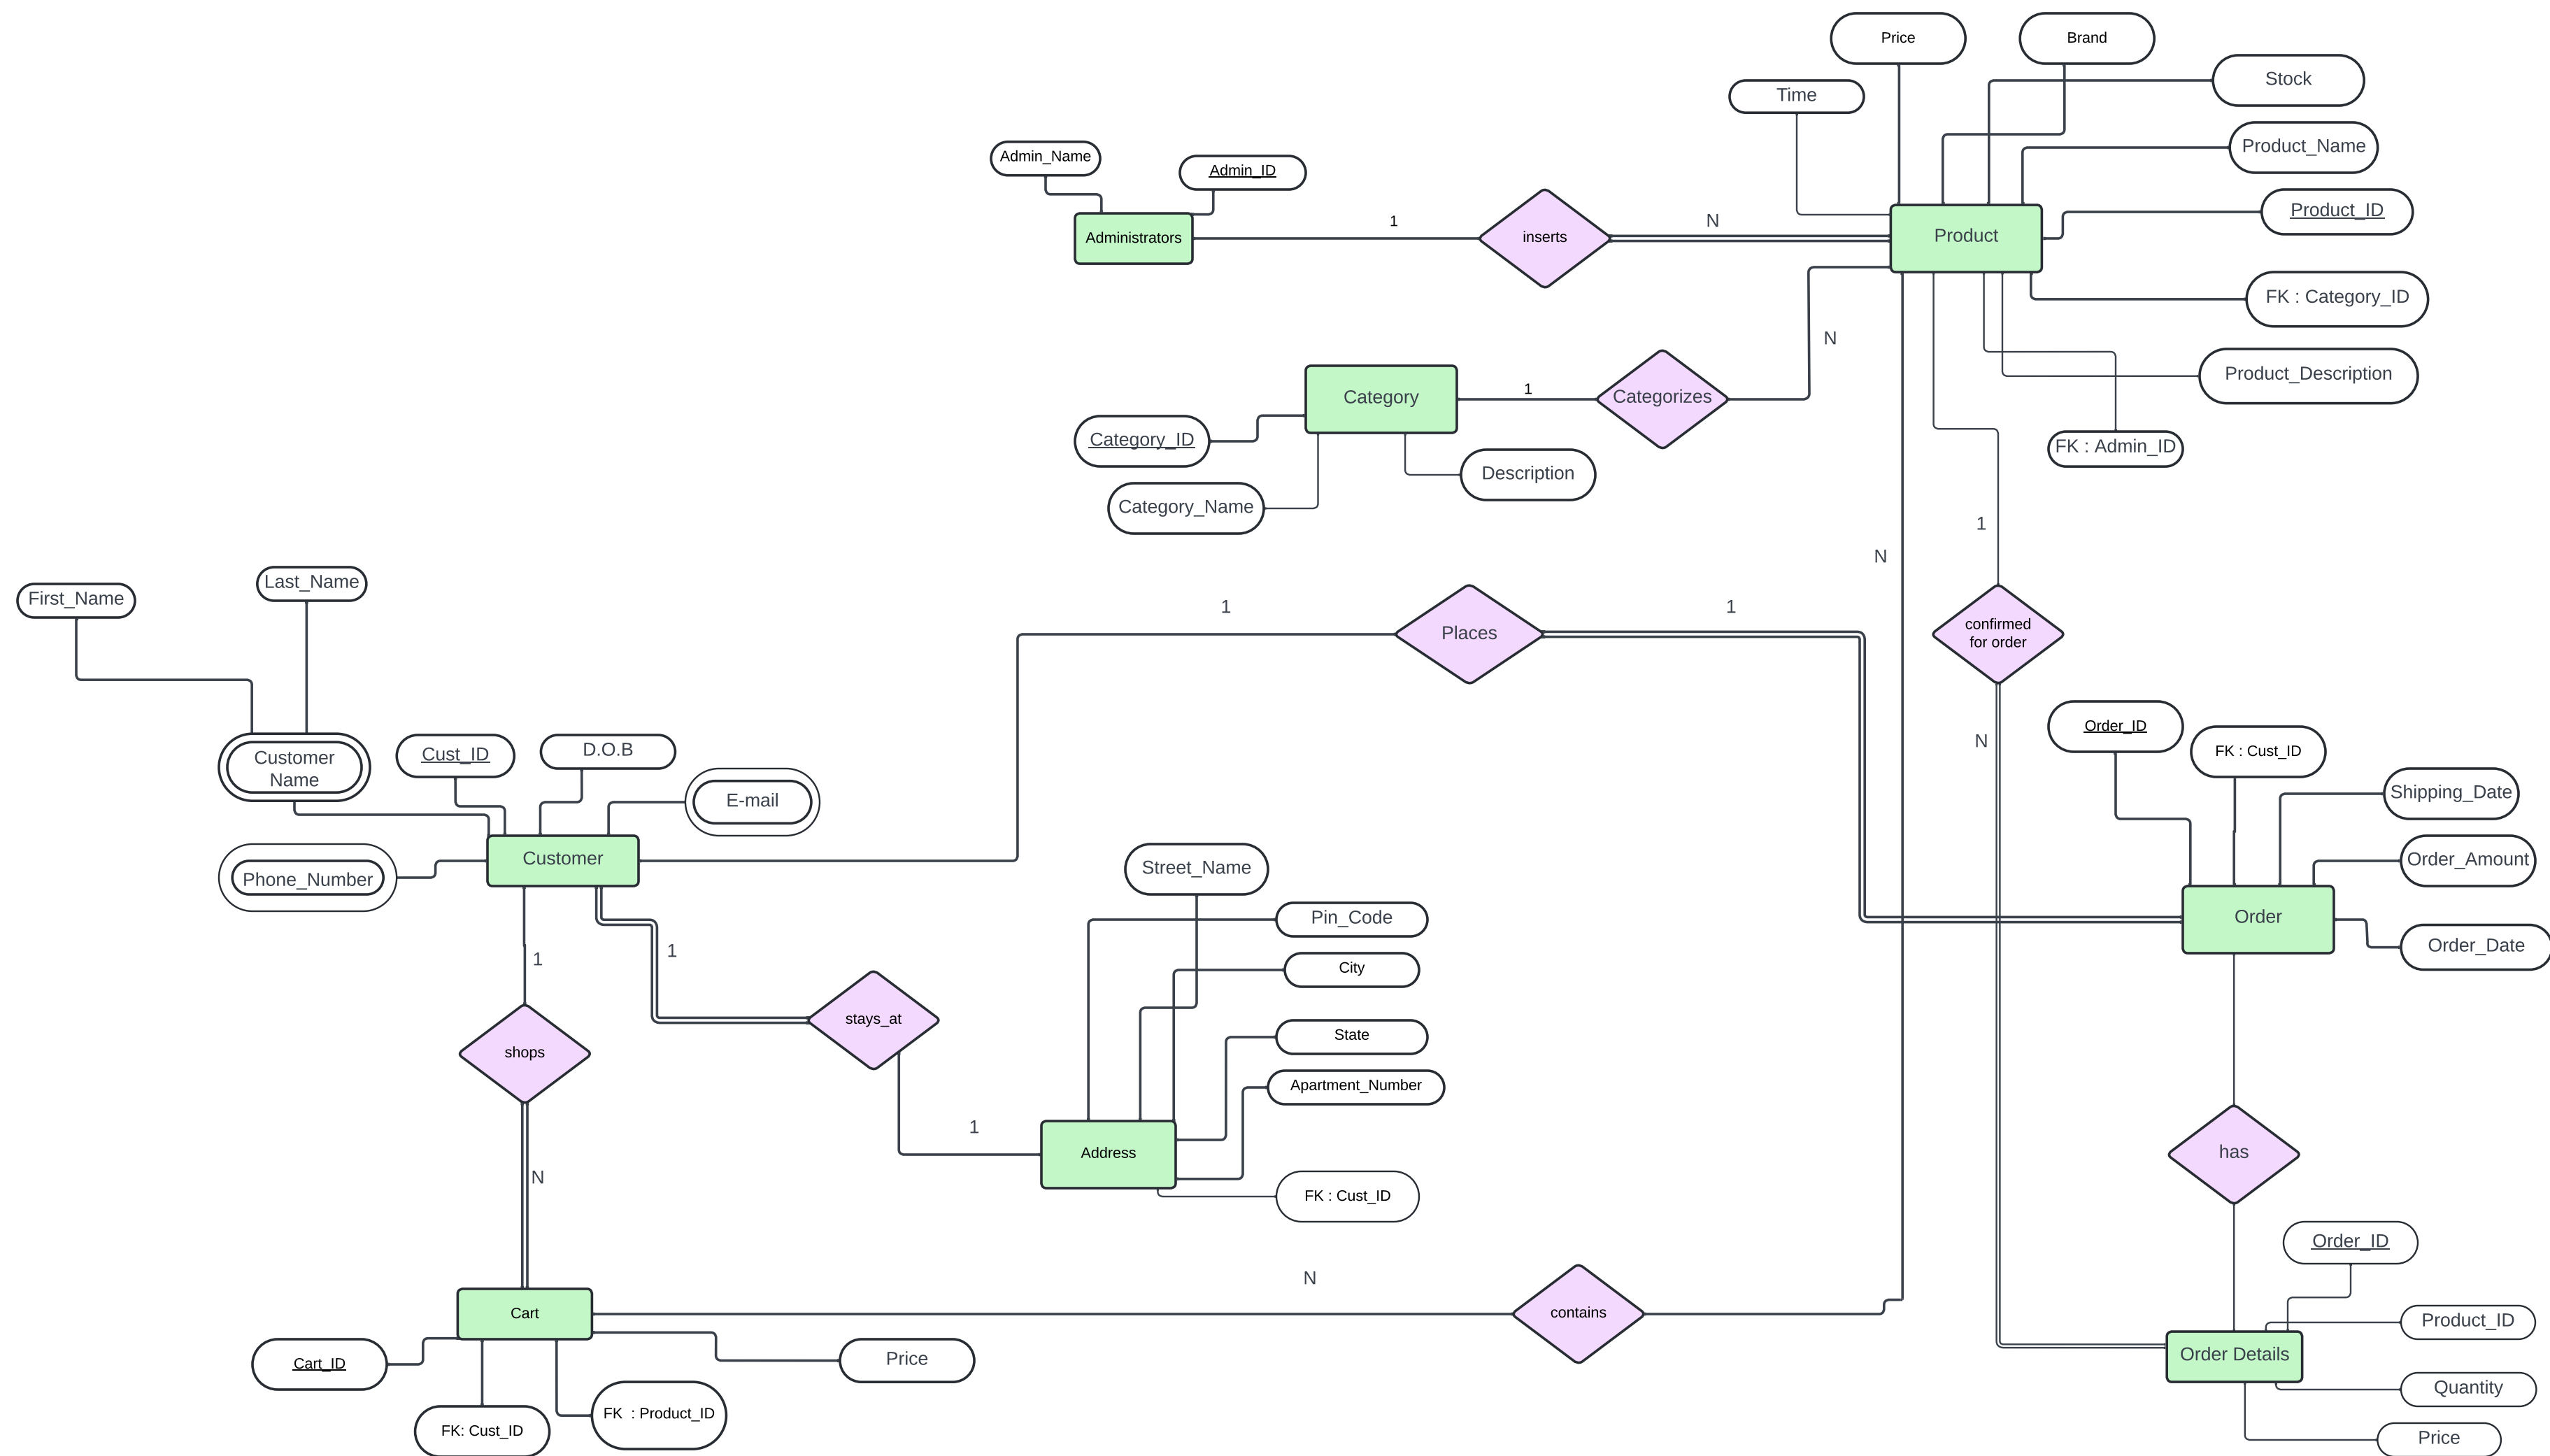 Price
Brand
Stock
Time
Product_Name
Admin_Name
Admin_ID
Product_ID
Administrators
1
inserts
N
Product
FK : Category_ID
N
Product_Description
Category
1
Categorizes
Category_ID
FK : Admin_ID
Description
Category_Name
1
N
First_Name
Last_Name
1
Places
1
confirmed
for order
N
Order_ID
FK : Cust_ID
Customer
Name
Cust_ID
D.O.B
E-mail
Shipping_Date
Order_Amount
Customer
Phone_Number
Street_Name
Pin_Code
Order
Order_Date
1
1
City
stays_at
State
shops
Apartment_Number
1
Address
has
N
FK : Cust_ID
Order_ID
N
Cart
contains
Product_ID
Order Details
Cart_ID
Price
Quantity
FK : Product_ID
FK: Cust_ID
Price